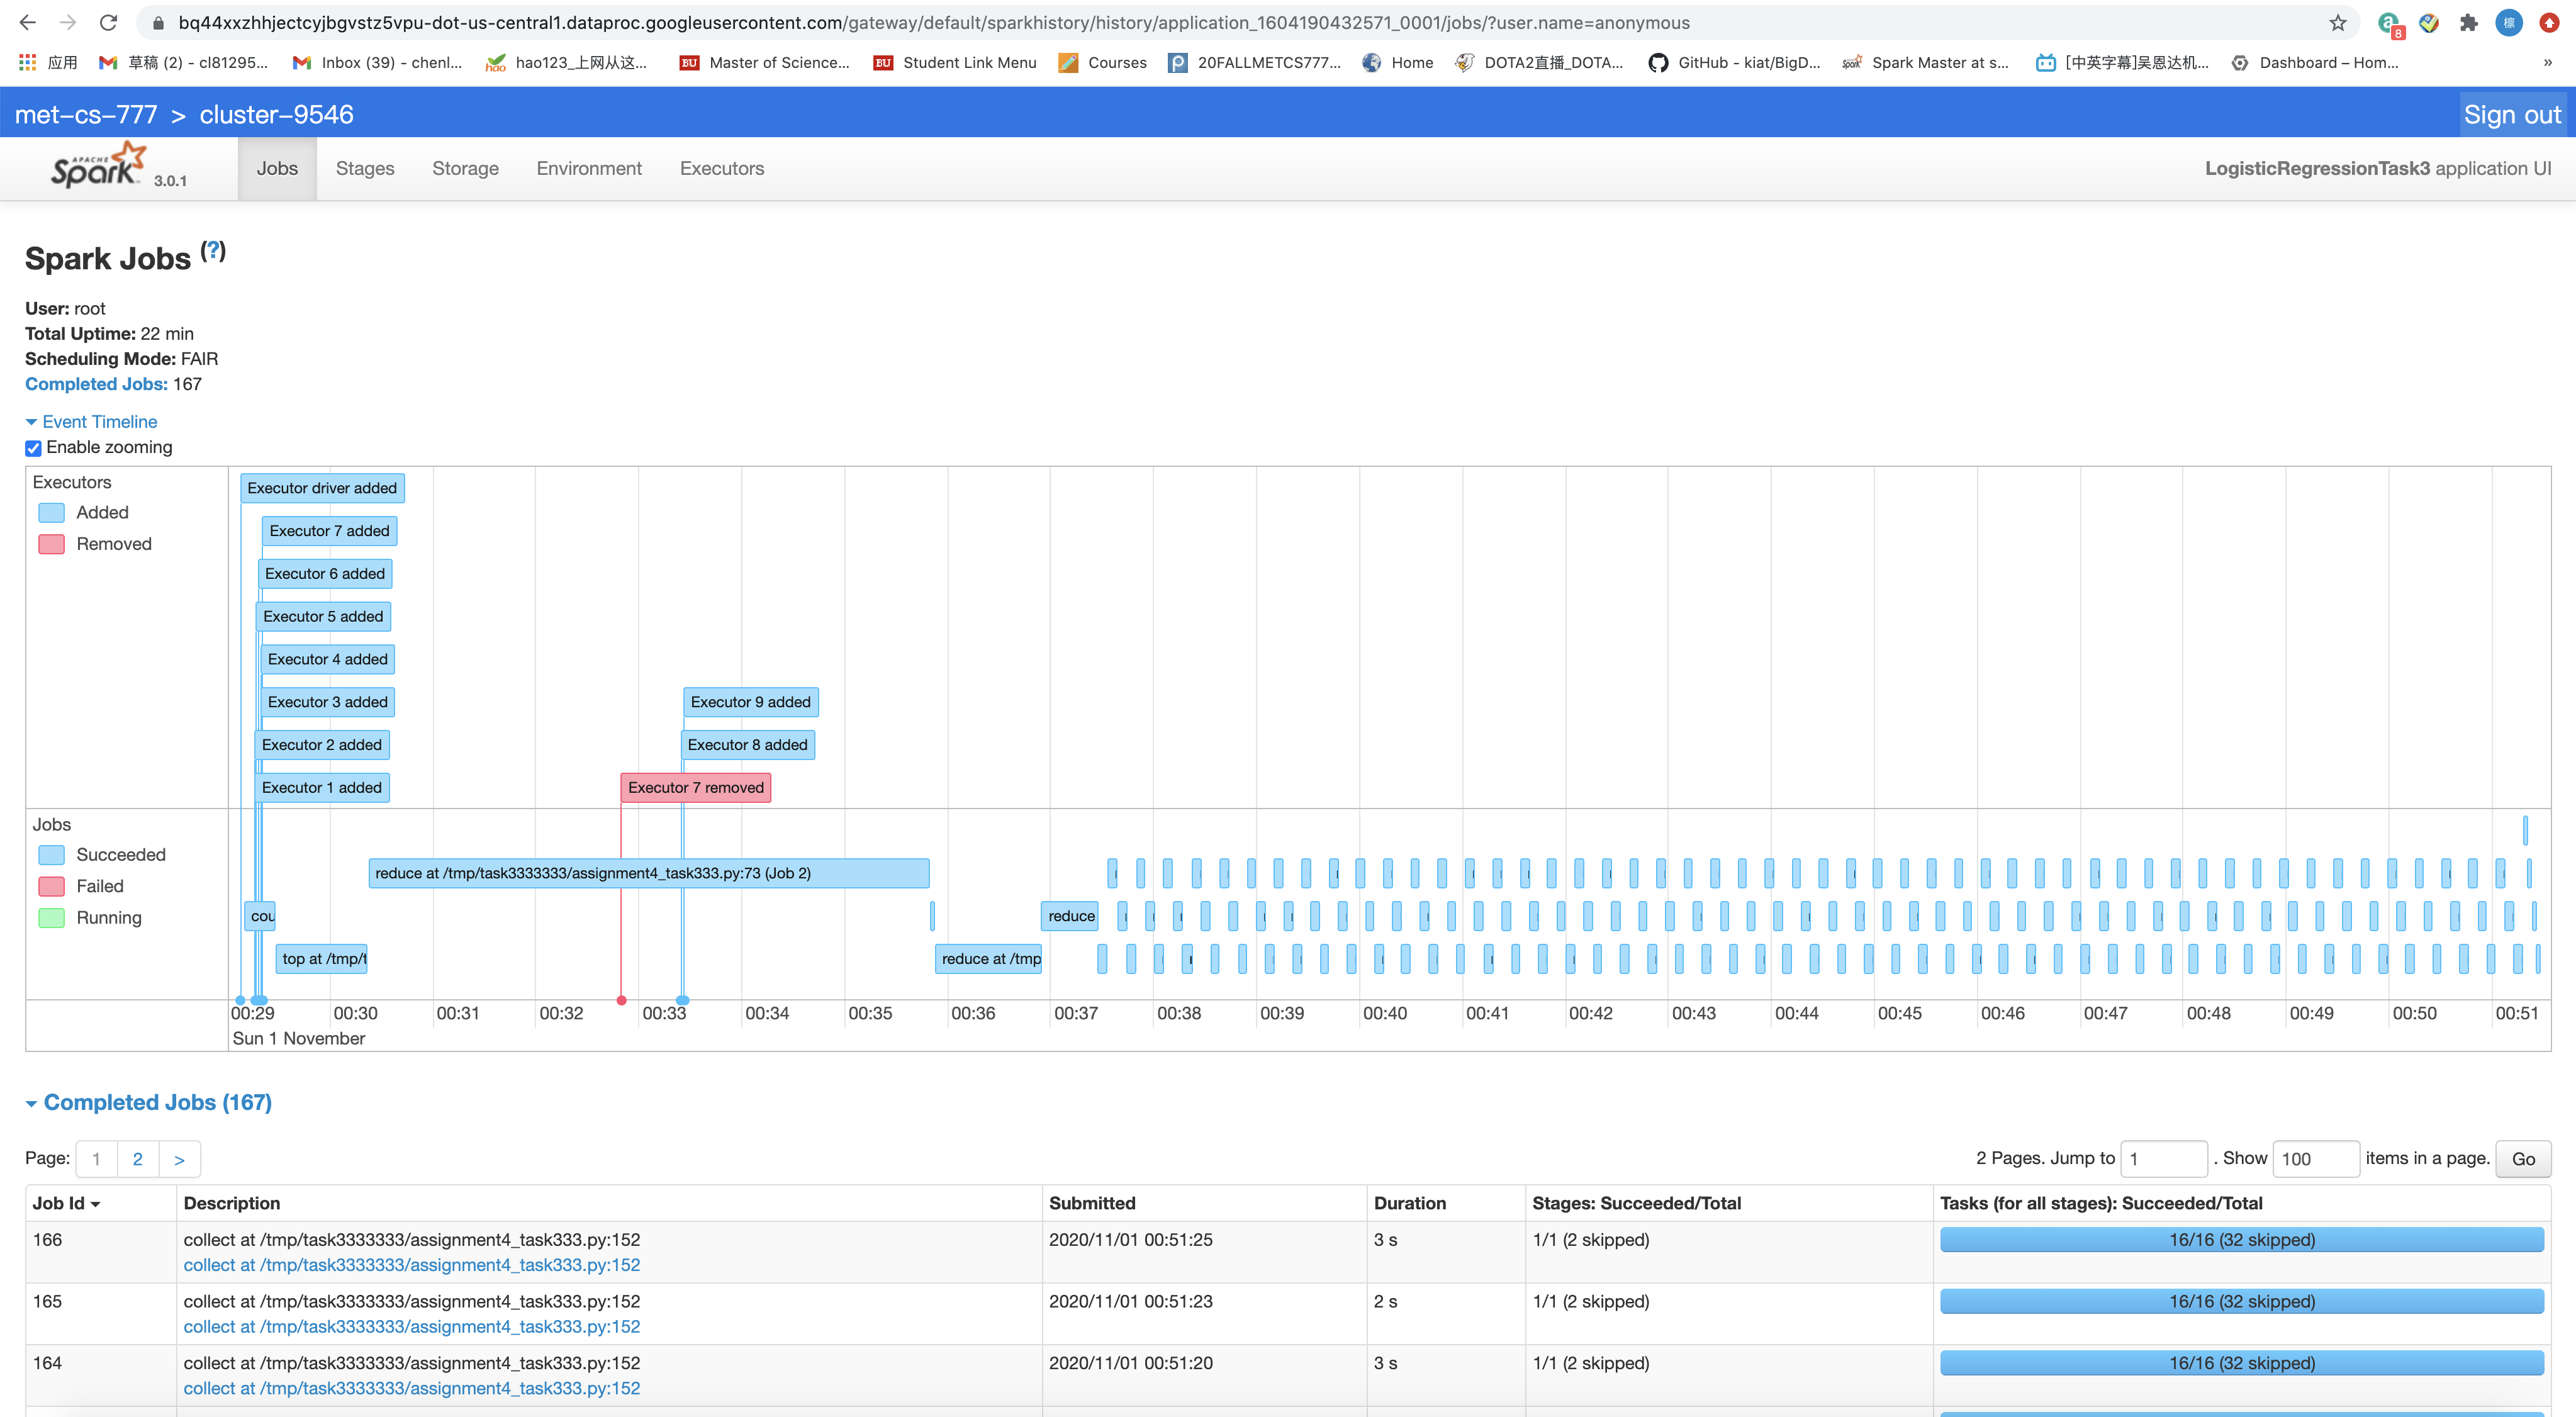 bq44xxzhhjectcyjbgvstz5vpu-dot-us-central1.dataproc.googleusercontent.com/gateway/default/sparkhistory/history/application_1604190432571_0001/jobs/?user.name=anonymous
8
应用 草稿 (2) - cl81295... Inbox (39) - chenl... hao123_上网从这... BU Master of Science... BU Student Link Menu Courses 20FALLMETCS777... Home DOTA2直播_DOTA... GitHub - kiat/BigD... Spark Master at s... [中英字幕]吴恩达机... Dashboard – Hom... »
met-cs-777 > cluster-9546 Sign out
APACHE Spark 3.0.1 Jobs Stages Storage Environment Executors LogisticRegressionTask3 application UI
Spark Jobs (?)
User: root
Total Uptime: 22 min
Scheduling Mode: FAIR
Completed Jobs: 167
Event Timeline
Enable zooming
Executors
Added
Removed
Executor driver added
Executor 7 added
Executor 6 added
Executor 5 added
Executor 4 added
Executor 3 added
Executor 9 added
Executor 2 added
Executor 8 added
Executor 1 added
Executor 7 removed
Jobs
Succeeded
Failed
Running
reduce at /tmp/task3333333/assignment4_task333.py:73 (Job 2)
cou
reduce
top at /tmp/t
reduce at /tmp
00:29 00:30 00:31 00:32 00:33 00:34 00:35 00:36 00:37 00:38 00:39 00:40 00:41 00:42 00:43 00:44 00:45 00:46 00:47 00:48 00:49 00:50 00:51
Sun 1 November
Completed Jobs (167)
Page: 1 2 > 2 Pages. Jump to 1 . Show 100 items in a page. Go
Job Id Description Submitted Duration Stages: Succeeded/Total Tasks (for all stages): Succeeded/Total
166 collect at /tmp/task3333333/assignment4_task333.py:152 2020/11/01 00:51:25 3 s 1/1 (2 skipped) 16/16 (32 skipped)
collect at /tmp/task3333333/assignment4_task333.py:152
165 collect at /tmp/task3333333/assignment4_task333.py:152 2020/11/01 00:51:23 2 s 1/1 (2 skipped) 16/16 (32 skipped)
collect at /tmp/task3333333/assignment4_task333.py:152
164 collect at /tmp/task3333333/assignment4_task333.py:152 2020/11/01 00:51:20 3 s 1/1 (2 skipped) 16/16 (32 skipped)
collect at /tmp/task3333333/assignment4_task333.py:152